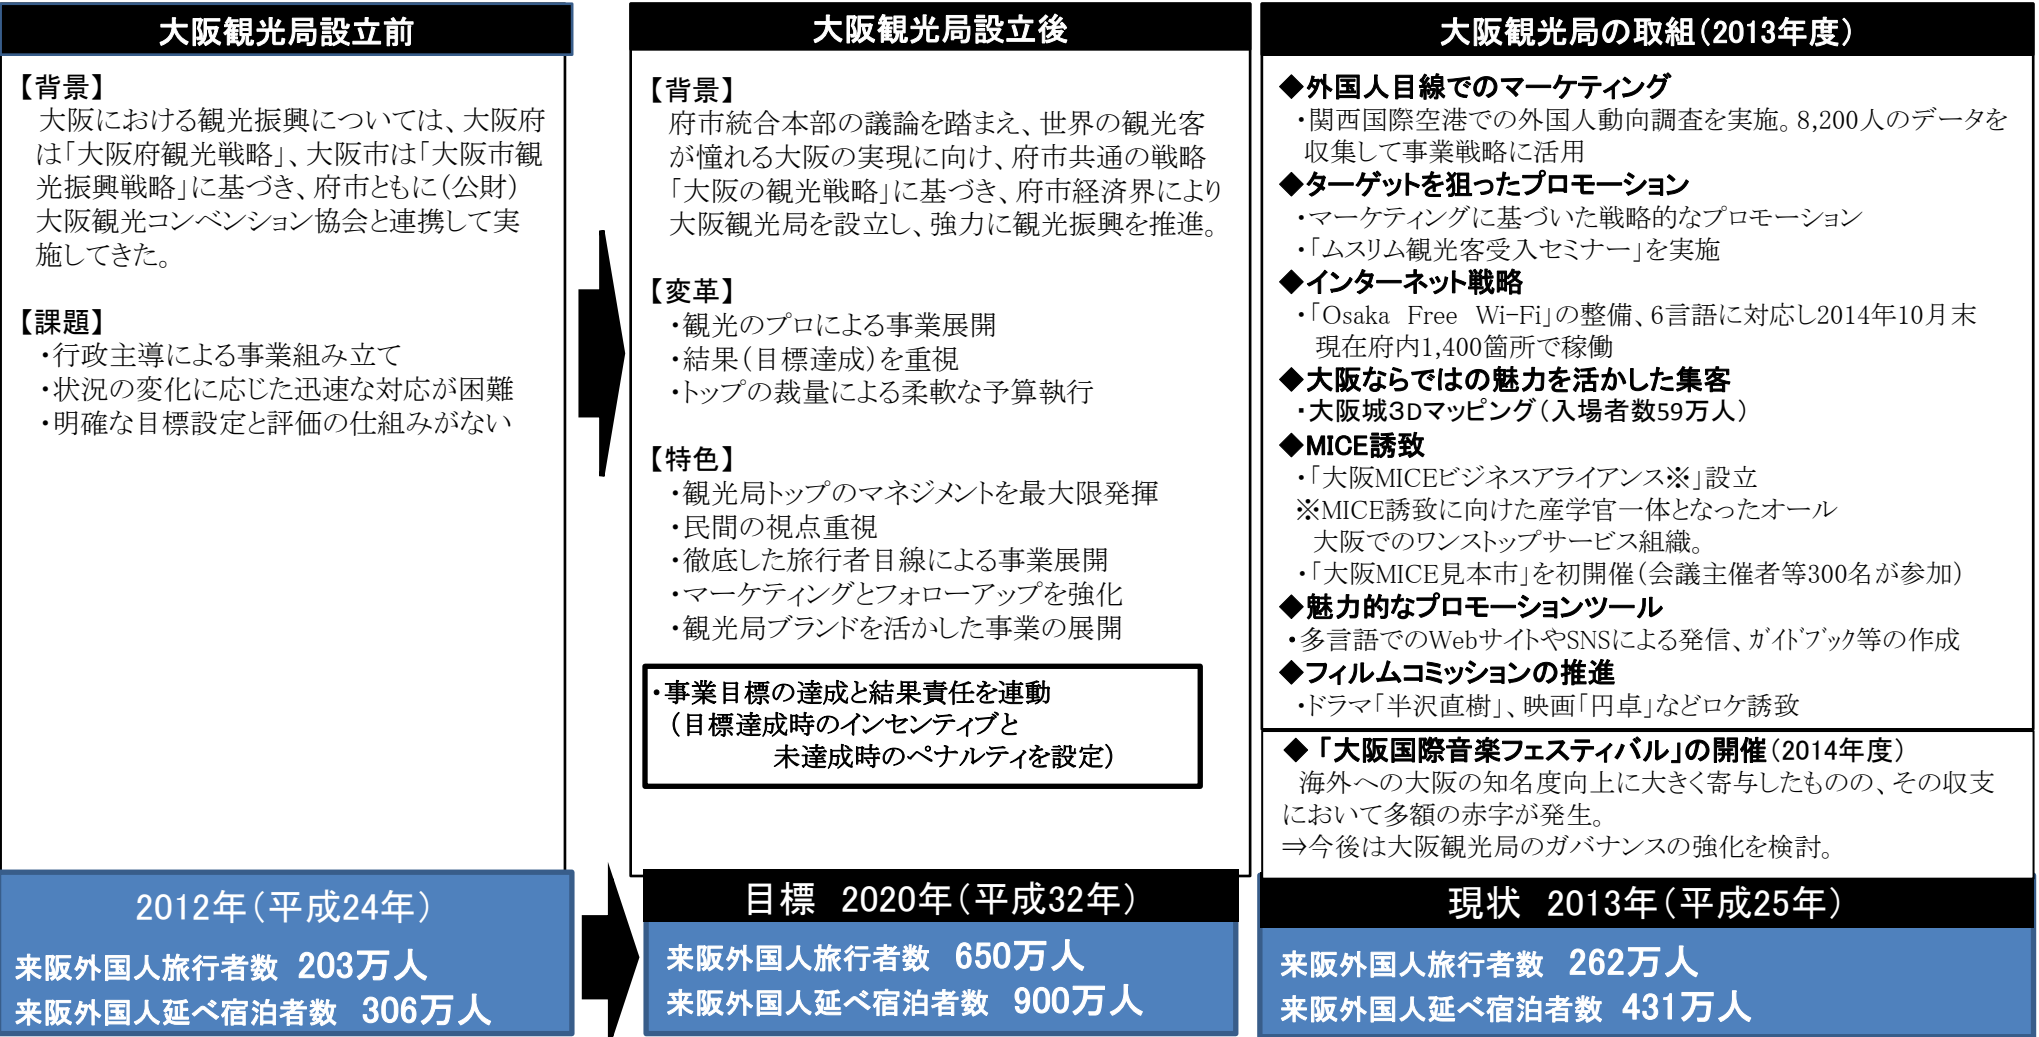 大阪観光局設立前
【背景】
大阪における観光振興については、大阪府
は「大阪府観光戦略」、大阪市は「大阪市観
光振興戦略」に基づき、府市ともに（公財）
大阪観光コンベンション協会と連携して実
施してきた。
【課題】
・行政主導による事業組み立て
・状況の変化に応じた迅速な対応が困難
・明確な目標設定と評価の仕組みがない
2012年（平成24年）
来阪外国人旅行者数 203万人
来阪外国人延べ宿泊者数 306万人
大阪観光局設立後
【背景】
府市統合本部の議論を踏まえ、世界の観光客
が憧れる大阪の実現に向け、府市共通の戦略
「大阪の観光戦略」に基づき、府市経済界により
大阪観光局を設立し、強力に観光振興を推進。
【変革】
・観光のプロによる事業展開
・結果（目標達成）を重視
・トップの裁量による柔軟な予算執行
【特色】
・観光局トップのマネジメントを最大限発揮
・民間の視点重視
・徹底した旅行者目線による事業展開
・マーケティングとフォローアップを強化
・観光局ブランドを活かした事業の展開
・事業目標の達成と結果責任を連動
（目標達成時のインセンティブと
未達成時のペナルティを設定）
目標 2020年（平成32年）
来阪外国人旅行者数 650万人
来阪外国人延べ宿泊者数 900万人
大阪観光局の取組（2013年度）
◆外国人目線でのマーケティング
・関西国際空港での外国人動向調査を実施。8,200人のデータを
収集して事業戦略に活用
◆ターゲットを狙ったプロモーション
・マーケティングに基づいた戦略的なプロモーション
・「ムスリム観光客受入セミナー」を実施
◆インターネット戦略
・「Osaka Free Wi-Fi」の整備、6言語に対応し2014年10月末
現在府内1,400箇所で稼働
◆大阪ならではの魅力を活かした集客
・大阪城３Dマッピング（入場者数59万人）
◆MICE誘致
・「大阪MICEビジネスアライアンス※」設立
※MICE誘致に向けた産学官一体となったオール
大阪でのワンストップサービス組織。
・「大阪MICE見本市」を初開催（会議主催者等300名が参加）
◆魅力的なプロモーションツール
・多言語でのWebサイトやSNSによる発信、ｶﾞｲﾄﾞﾌﾞｯｸ等の作成
◆フィルムコミッションの推進
・ドラマ「半沢直樹」、映画「円卓」などロケ誘致
◆「大阪国際音楽フェスティバル」の開催（2014年度）
海外への大阪の知名度向上に大きく寄与したものの、その収支
において多額の赤字が発生。
⇒今後は大阪観光局のガバナンスの強化を検討。
現状 2013年（平成25年）
来阪外国人旅行者数 262万人
来阪外国人延べ宿泊者数 431万人